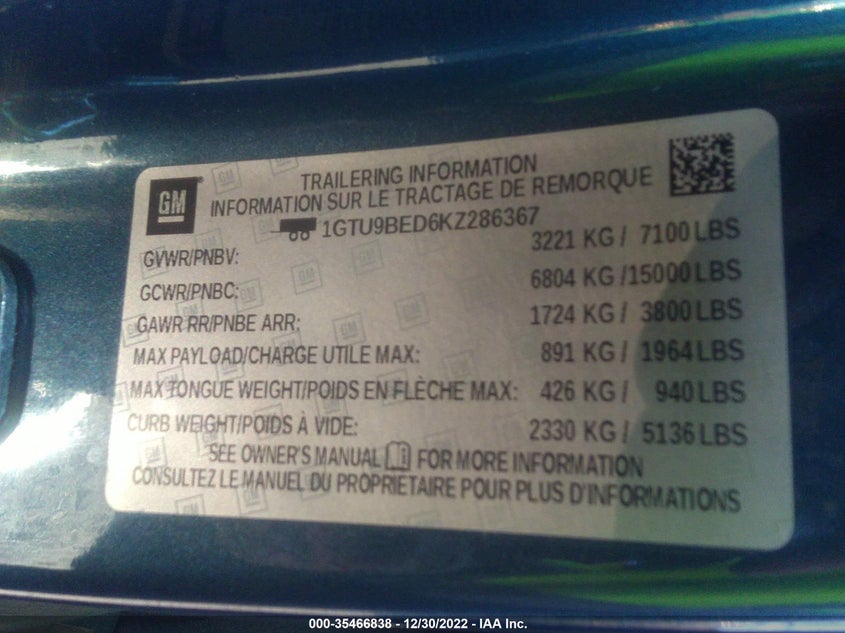 GM
TRAILERING INFORMATION
INFORMATION SUR LE TRACTAGE DE REMORQUE
1GTU9BED6KZ286367
GVWR/PNBV: 3221 KG / 7100 LBS
GCWR/PNBC: 6804 KG /15000 LBS
GAWR RR/PNBE ARR: 1724 KG / 3800 LBS
MAX PAYLOAD/CHARGE UTILE MAX: 891 KG / 1964 LBS
MAX TONGUE WEIGHT/POIDS EN FLÈCHE MAX: 426 KG / 940 LBS
CURB WEIGHT/POIDS À VIDE: 2330 KG / 5136 LBS
SEE OWNER'S MANUAL FOR MORE INFORMATION
CONSULTEZ LE MANUEL DU PROPRIETAIRE POUR PLUS D'INFORMATIONS
000-35466838 - 12/30/2022 - IAA Inc.